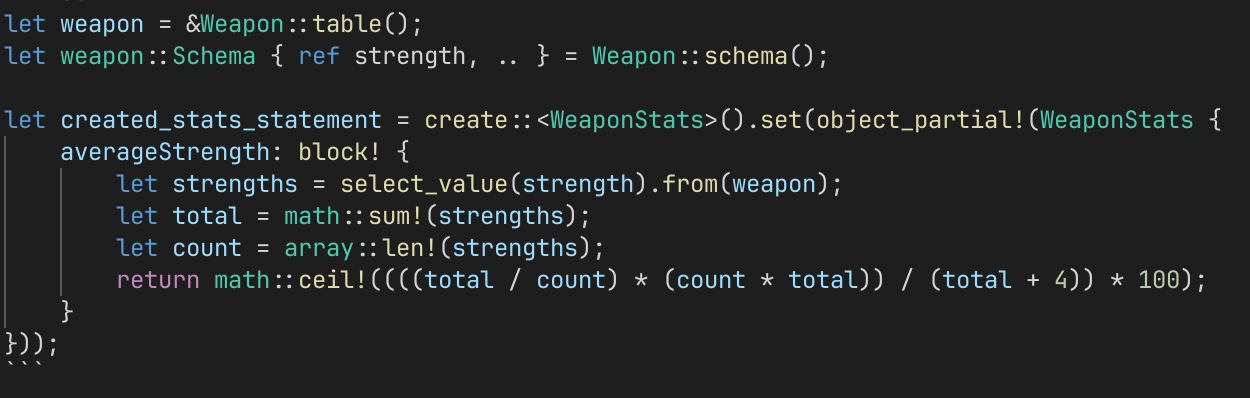 let weapon = &Weapon::table();
let weapon::Schema { ref strength, .. } = Weapon::schema();

let created_stats_statement = create::<WeaponStats>().set(object_partial!(WeaponStats {
    averageStrength: block! {
        let strengths = select_value(strength).from(weapon);
        let total = math::sum!(strengths);
        let count = array::len!(strengths);
        return math::ceil!((((total / count) * (count * total)) / (total + 4)) * 100);
    }
}));
```